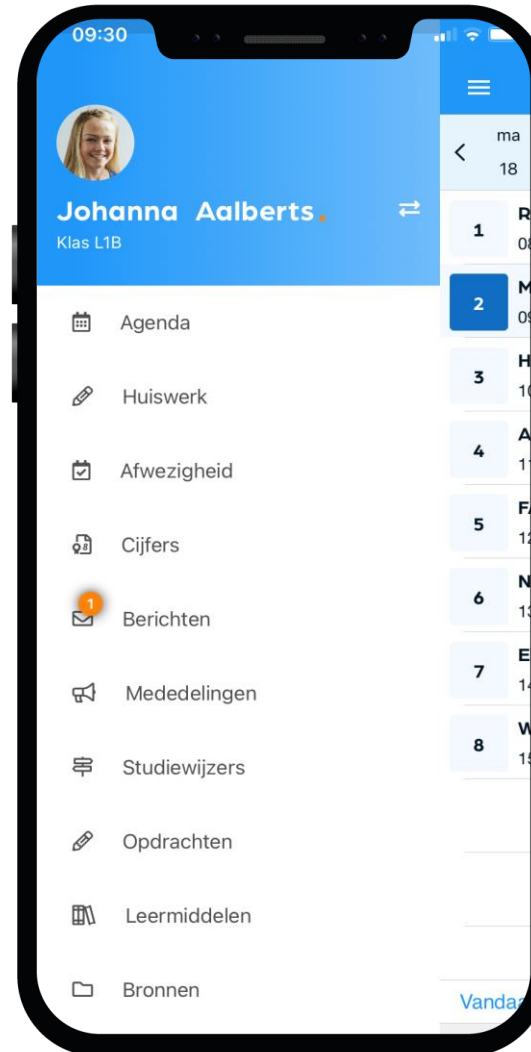 09:30
Johanna Aalberts.
Klas L1B
Agenda
Huiswerk
Afwezigheid
Cijfers
1
Berichten
Mededelingen
Studiewijzers
Opdrachten
Leermiddelen
Bronnen
ma
18
1
2
3
4
5
6
7
8